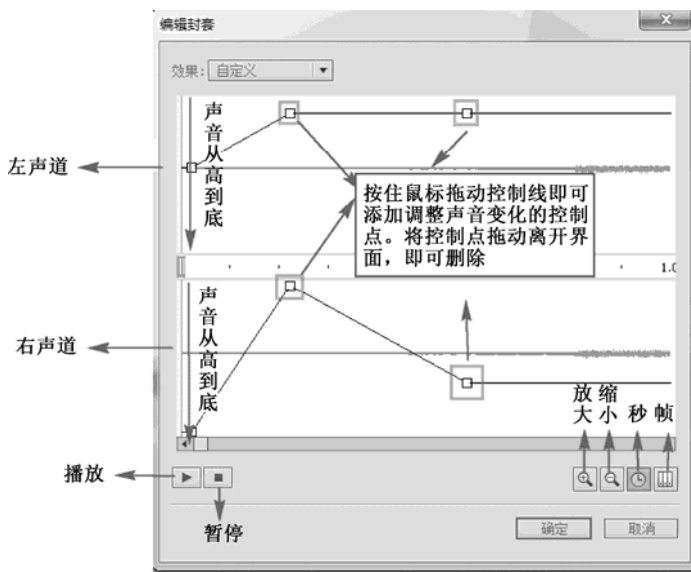 编辑封套
效果: 自定义
声音从高到底
左声道
按住鼠标拖动控制线即可
添加调整声音变化的控制
点。将控制点拖动离开界
面，即可删除
1.0
声音从高到底
右声道
放大 缩小 秒 帧
播放
暂停
确定 取消